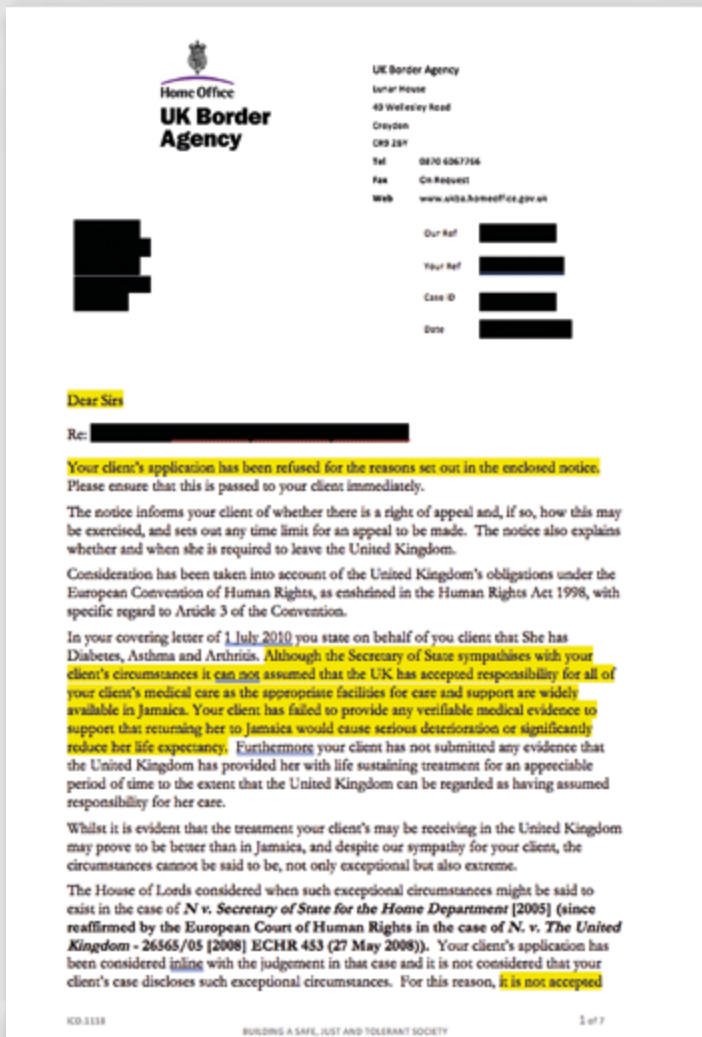 Home Office
UK Border
Agency
UK Border Agency
Lunar House
40 Wellesley Road
Croydon
CR9 2BY
Tel 0870 6067766
Fax On Request
Web www.ukba.homeoffice.gov.uk
Our Ref
Your Ref
Case ID
Date
Dear Sirs
Re:
Your client's application has been refused for the reasons set out in the enclosed notice.
Please ensure that this is passed to your client immediately.
The notice informs your client of whether there is a right of appeal and, if so, how this may
be exercised, and sets out any time limit for an appeal to be made. The notice also explains
whether and when she is required to leave the United Kingdom.
Consideration has been taken into account of the United Kingdom's obligations under the
European Convention of Human Rights, as enshrined in the Human Rights Act 1998, with
specific regard to Article 3 of the Convention.
In your covering letter of 1 July 2010 you state on behalf of you client that She has
Diabetes, Asthma and Arthritis. Although the Secretary of State sympathises with your
client's circumstances it can not assumed that the UK has accepted responsibility for all of
your client's medical care as the appropriate facilities for care and support are widely
available in Jamaica. Your client has failed to provide any verifiable medical evidence to
support that returning her to Jamaica would cause serious deterioration or significantly
reduce her life expectancy. Furthermore your client has not submitted any evidence that
the United Kingdom has provided her with life sustaining treatment for an appreciable
period of time to the extent that the United Kingdom can be regarded as having assumed
responsibility for her care.
Whilst it is evident that the treatment your client's may be receiving in the United Kingdom
may prove to be better than in Jamaica, and despite our sympathy for your client, the
circumstances cannot be said to be, not only exceptional but also extreme.
The House of Lords considered when such exceptional circumstances might be said to
exist in the case of N v. Secretary of State for the Home Department [2005] (since
reaffirmed by the European Court of Human Rights in the case of N. v. The United
Kingdom - 26565/05 [2008] ECHR 453 (27 May 2008)). Your client's application has
been considered inline with the judgement in that case and it is not considered that your
client's case discloses such exceptional circumstances. For this reason, it is not accepted
1 of 7
BUILDING A SAFE, JUST AND TOLERANT SOCIETY